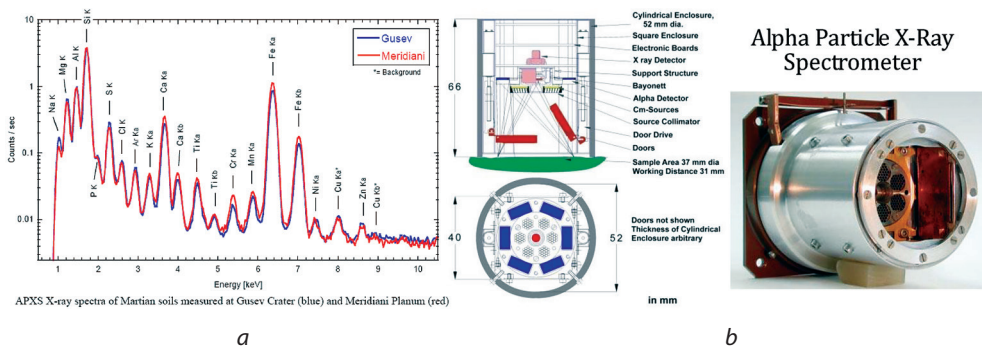 Counts / sec
10
1
0.1
0.01
Na K
Mg K
Al K
Si K
P K
S K
Cl K
Ar Ka
K Ka
Ca Ka
Ca Kb
Ti Ka
Ti Kb
Cr Ka
Mn Ka
Fe Ka
Fe Kb
Ni Ka
Cu Ka*
Zn Ka
Cu Kb*
Gusev
Meridiani
*= Background
1 2 3 4 5 6 7 8 9 10
Energy [keV]
APXS X-ray spectra of Martian soils measured at Gusev Crater (blue) and Meridiani Planum (red)
a
66
Cylindrical Enclosure,
52 mm dia.
Square Enclosure
Electronic Boards
X ray Detector
Support Structure
Bayonett
Alpha Detector
Cm-Sources
Source Collimator
Door Drive
Doors
Sample Area 37 mm dia
Working Distance 31 mm
40
52
Doors not shown
Thickness of Cylindrical
Enclosure arbitrary
in mm
Alpha Particle X-Ray
Spectrometer
b